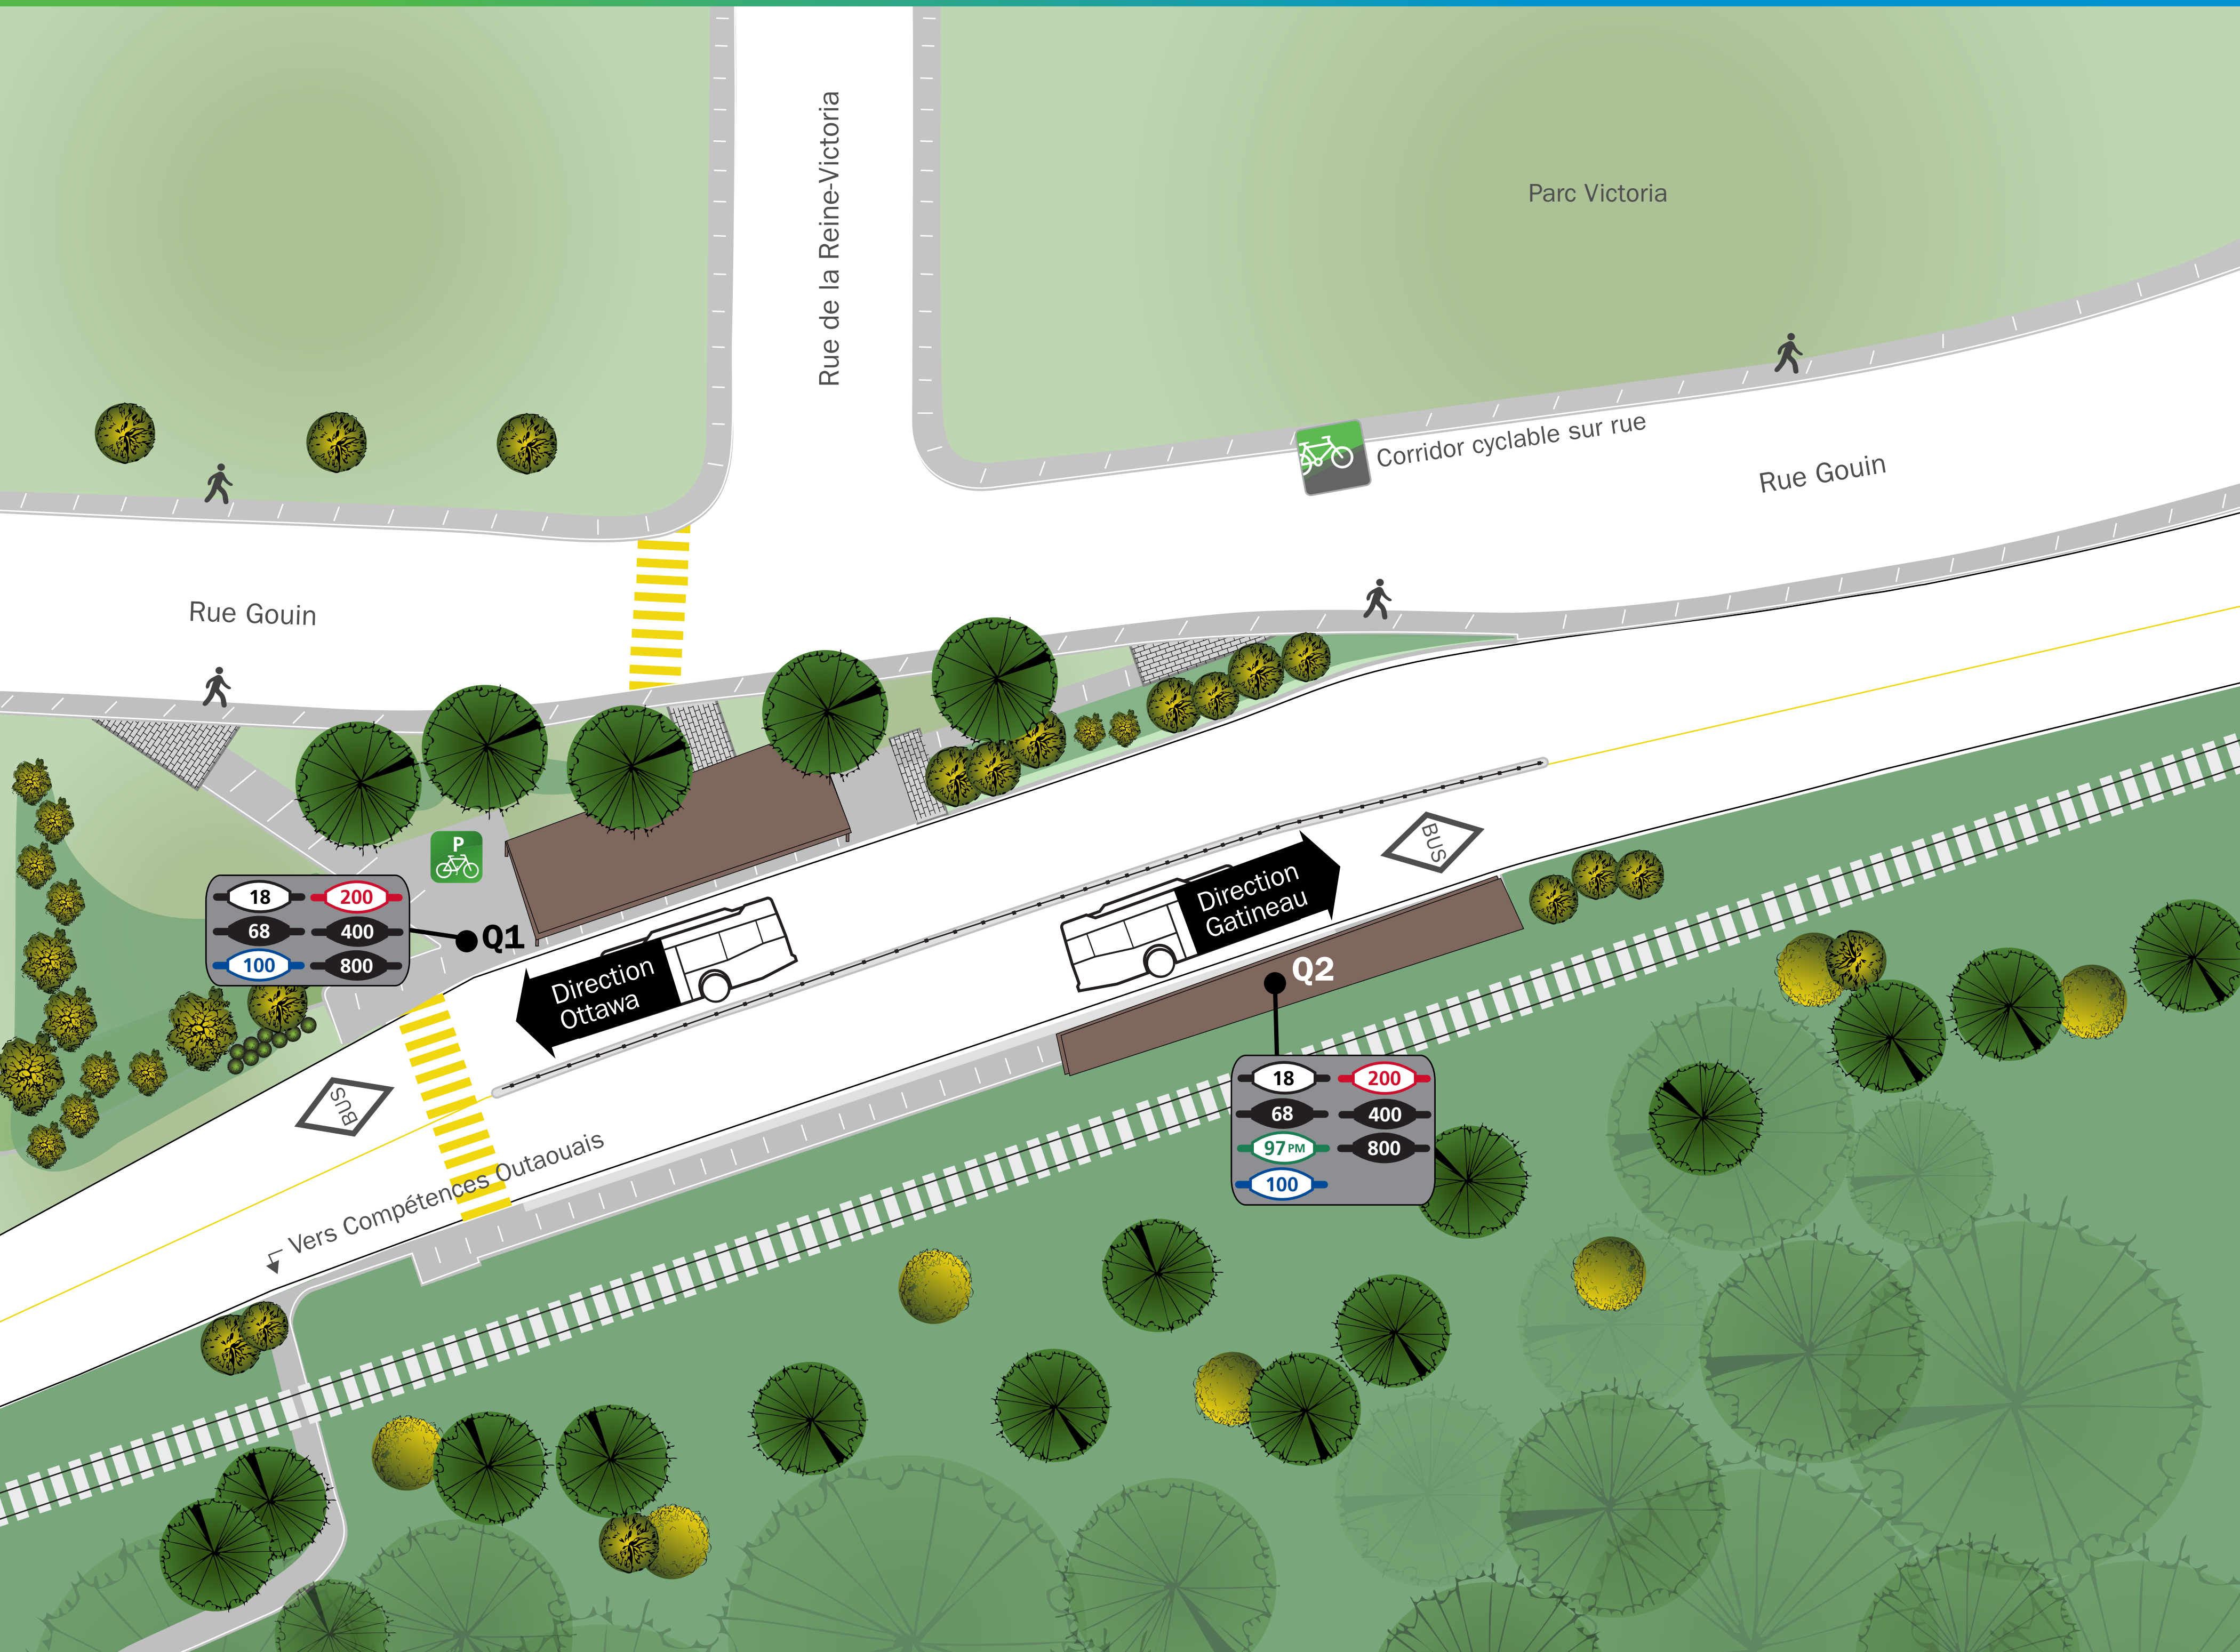 Rue de la Reine-Victoria
Parc Victoria
Corridor cyclable sur rue
Rue Gouin
Rue Gouin
P
18 200
68 400
100 800
Q1
Direction
Ottawa
Direction
Gatineau
BUS
Q2
BUS
18 200
68 400
97 PM 800
100
Vers Compétences Outaouais